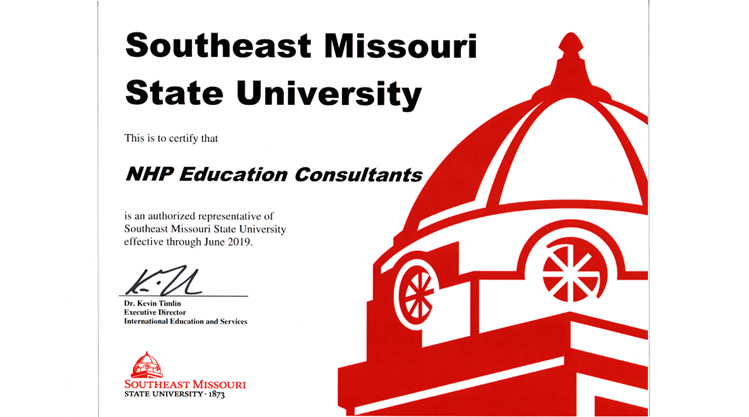 Southeast Missouri
State University
This is to certify that
NHP Education Consultants
is an authorized representative of
Southeast Missouri State University
effective through June 2019.
Dr. Kevin Timlin
Executive Director
International Education and Services
SOUTHEAST MISSOURI
STATE UNIVERSITY · 1873